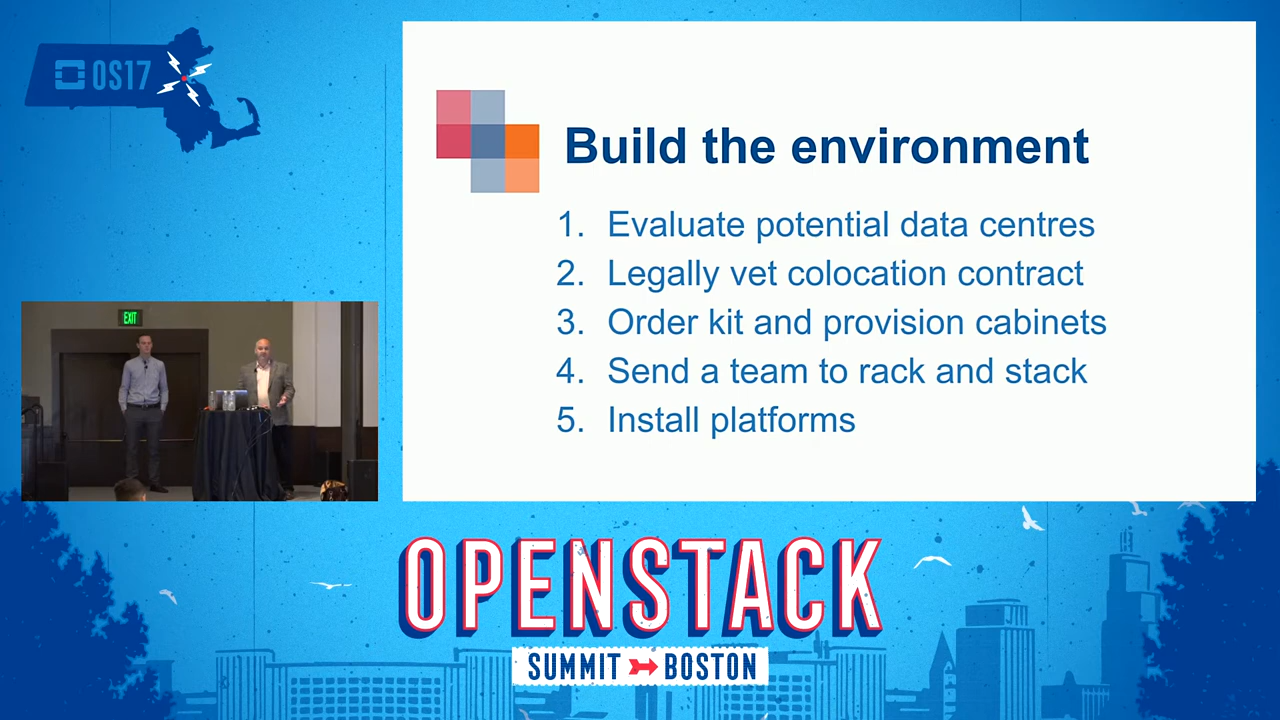 OS17
Build the environment
1. Evaluate potential data centres
2. Legally vet colocation contract
3. Order kit and provision cabinets
4. Send a team to rack and stack
5. Install platforms
EXIT
OPENSTACK
SUMMIT BOSTON